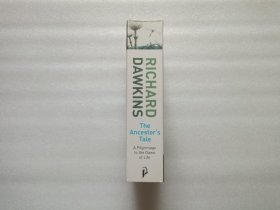 RICHARD
DAWKINS
The
Ancestor's
Tale
A Pilgrimage
to the Dawn
of Life